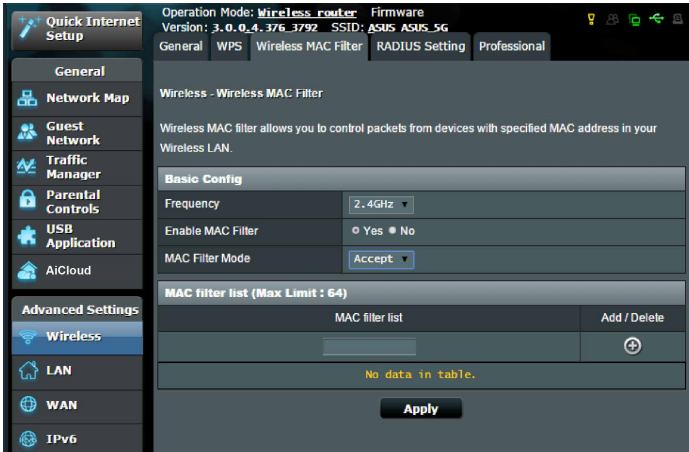 Quick Internet
Setup
Operation Mode: Wireless router Firmware
Version: 3.0.0.4.376_3792 SSID: ASUS ASUS_5G
General WPS Wireless MAC Filter RADIUS Setting Professional
General
Network Map
Guest
Network
Traffic
Manager
Parental
Controls
USB
Application
AiCloud
Advanced Settings
Wireless
LAN
WAN
IPv6
Wireless - Wireless MAC Filter
Wireless MAC filter allows you to control packets from devices with specified MAC address in your
Wireless LAN.
Basic Config
Frequency 2.4GHz
Enable MAC Filter Yes No
MAC Filter Mode Accept
MAC filter list (Max Limit : 64)
MAC filter list Add / Delete
No data in table.
Apply